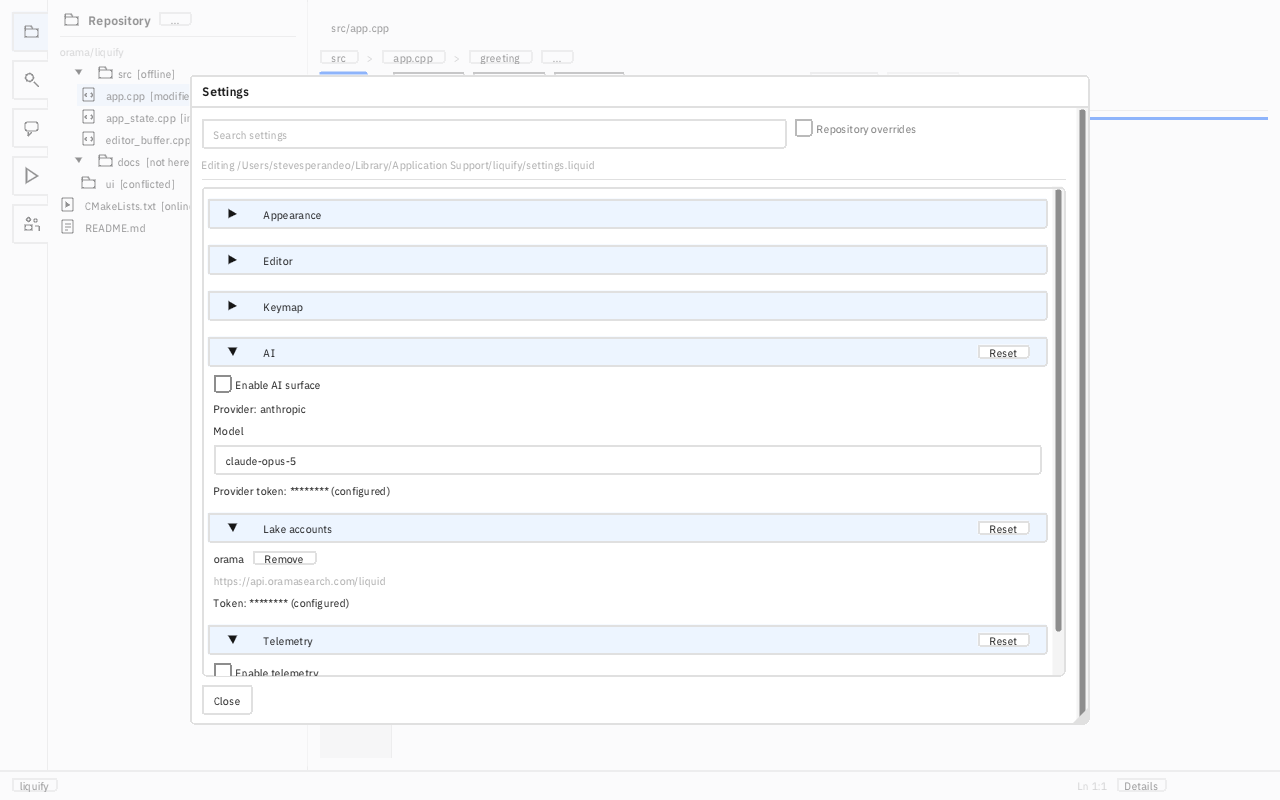 Repository ...
orama/liquify
src [offline]
app.cpp [modifie
app_state.cpp [ir
editor_buffer.cpp
docs [not here
ui [conflicted]
CMakeLists.txt [onlin
README.md
src/app.cpp
src > app.cpp > greeting ...
Settings
Search settings
Repository overrides
Editing /Users/stevesperandeo/Library/Application Support/liquify/settings.liquid
Appearance
Editor
Keymap
AI Reset
Enable AI surface
Provider: anthropic
Model
claude-opus-5
Provider token: ******** (configured)
Lake accounts Reset
orama Remove
https://api.oramasearch.com/liquid
Token: ******** (configured)
Telemetry Reset
Enable telemetry
Close
liquify
Ln 1:1 Details